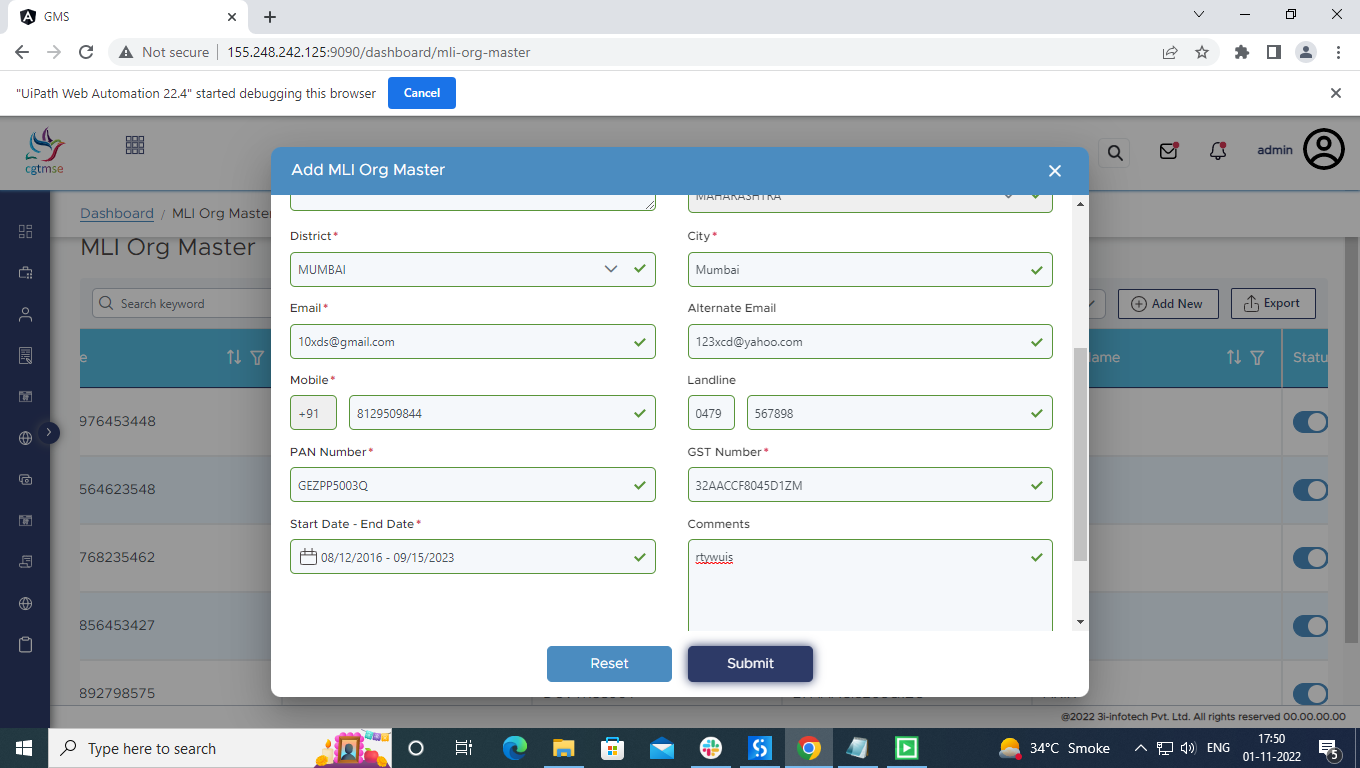 GMS
Not secure 155.248.242.125:9090/dashboard/mli-org-master
"UiPath Web Automation 22.4" started debugging this browser Cancel
cgtmse
admin
Add MLI Org Master
Dashboard / MLI Org Master
MAHARASHTRA
MLI Org Master
District* City*
MUMBAI Mumbai
Search keyword Add New Export
Email* Alternate Email
10xds@gmail.com 123xcd@yahoo.com
Mobile* Landline
+91 8129509844 0479 567898
976453448
PAN Number* GST Number*
GEZPP5003Q 32AACCF8045D1ZM
564623548
Start Date - End Date* Comments
08/12/2016 - 09/15/2023 rtywuis
768235462
856453427
Reset Submit
892798575
@2022 3i-infotech Pvt. Ltd. All rights reserved 00.00.00.00
Type here to search
34°C Smoke
ENG
17:50
01-11-2022
5